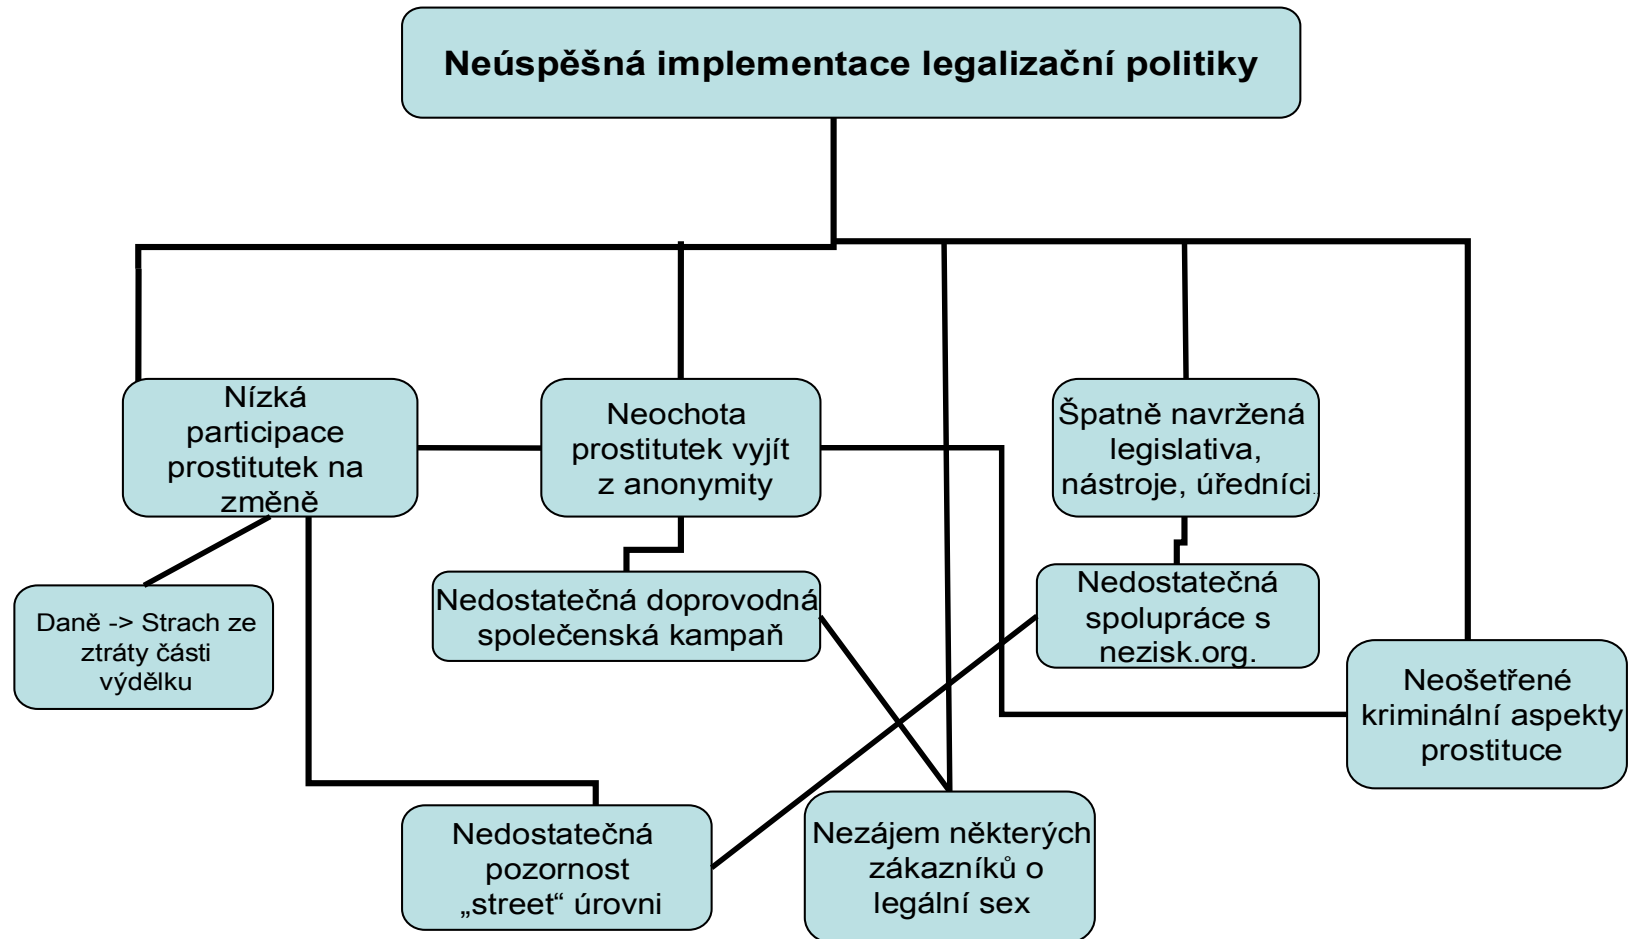 Neúspěšná implementace legalizační politiky
Nízká
participace
prostitutek na
změně
Neochota
prostitutek vyjít
z anonymity
Špatně navržená
legislativa,
nástroje, úředníci..
Daně -> Strach ze
ztráty části
výdělku
Nedostatečná doprovodná
společenská kampaň
Nedostatečná
spolupráce s
nezisk.org.
Neošetřené
kriminální aspekty
prostituce
Nedostatečná
pozornost
„street“ úrovni
Nezájem některých
zákazníků o
legální sex